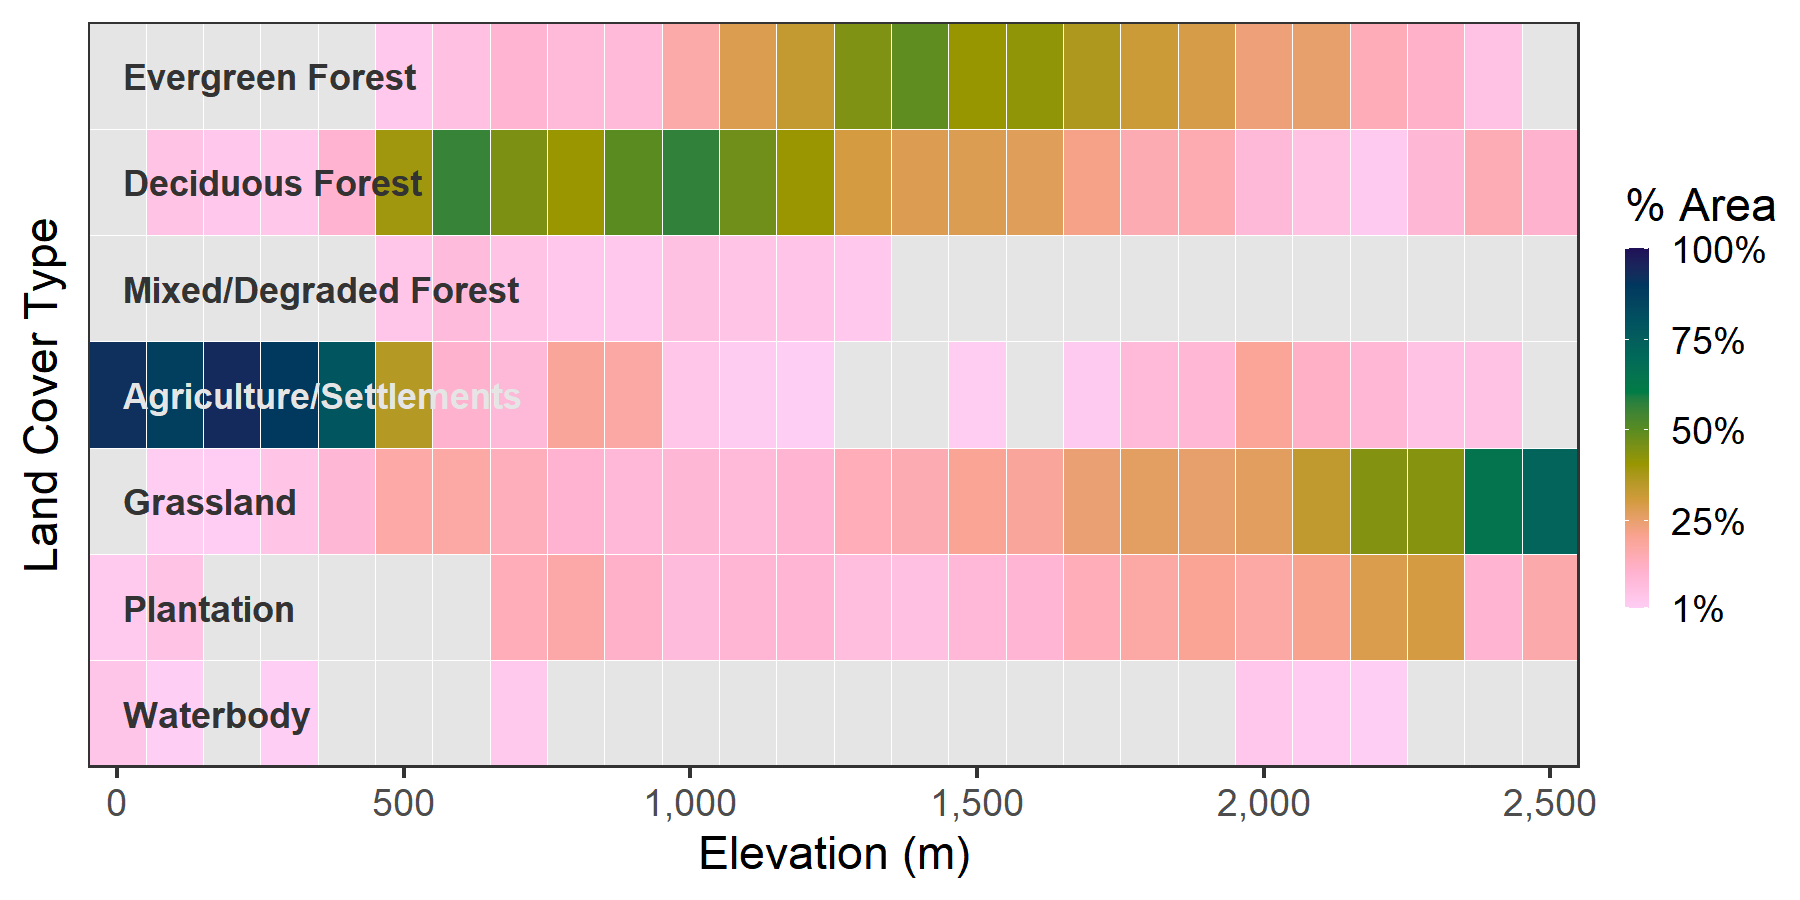 Evergreen Forest
Deciduous Forest
Mixed/Degraded Forest
Agriculture/Settlements
Grassland
Plantation
Waterbody
Land Cover Type
0
500
1,000
1,500
2,000
2,500
Elevation (m)
% Area
100%
75%
50%
25%
1%